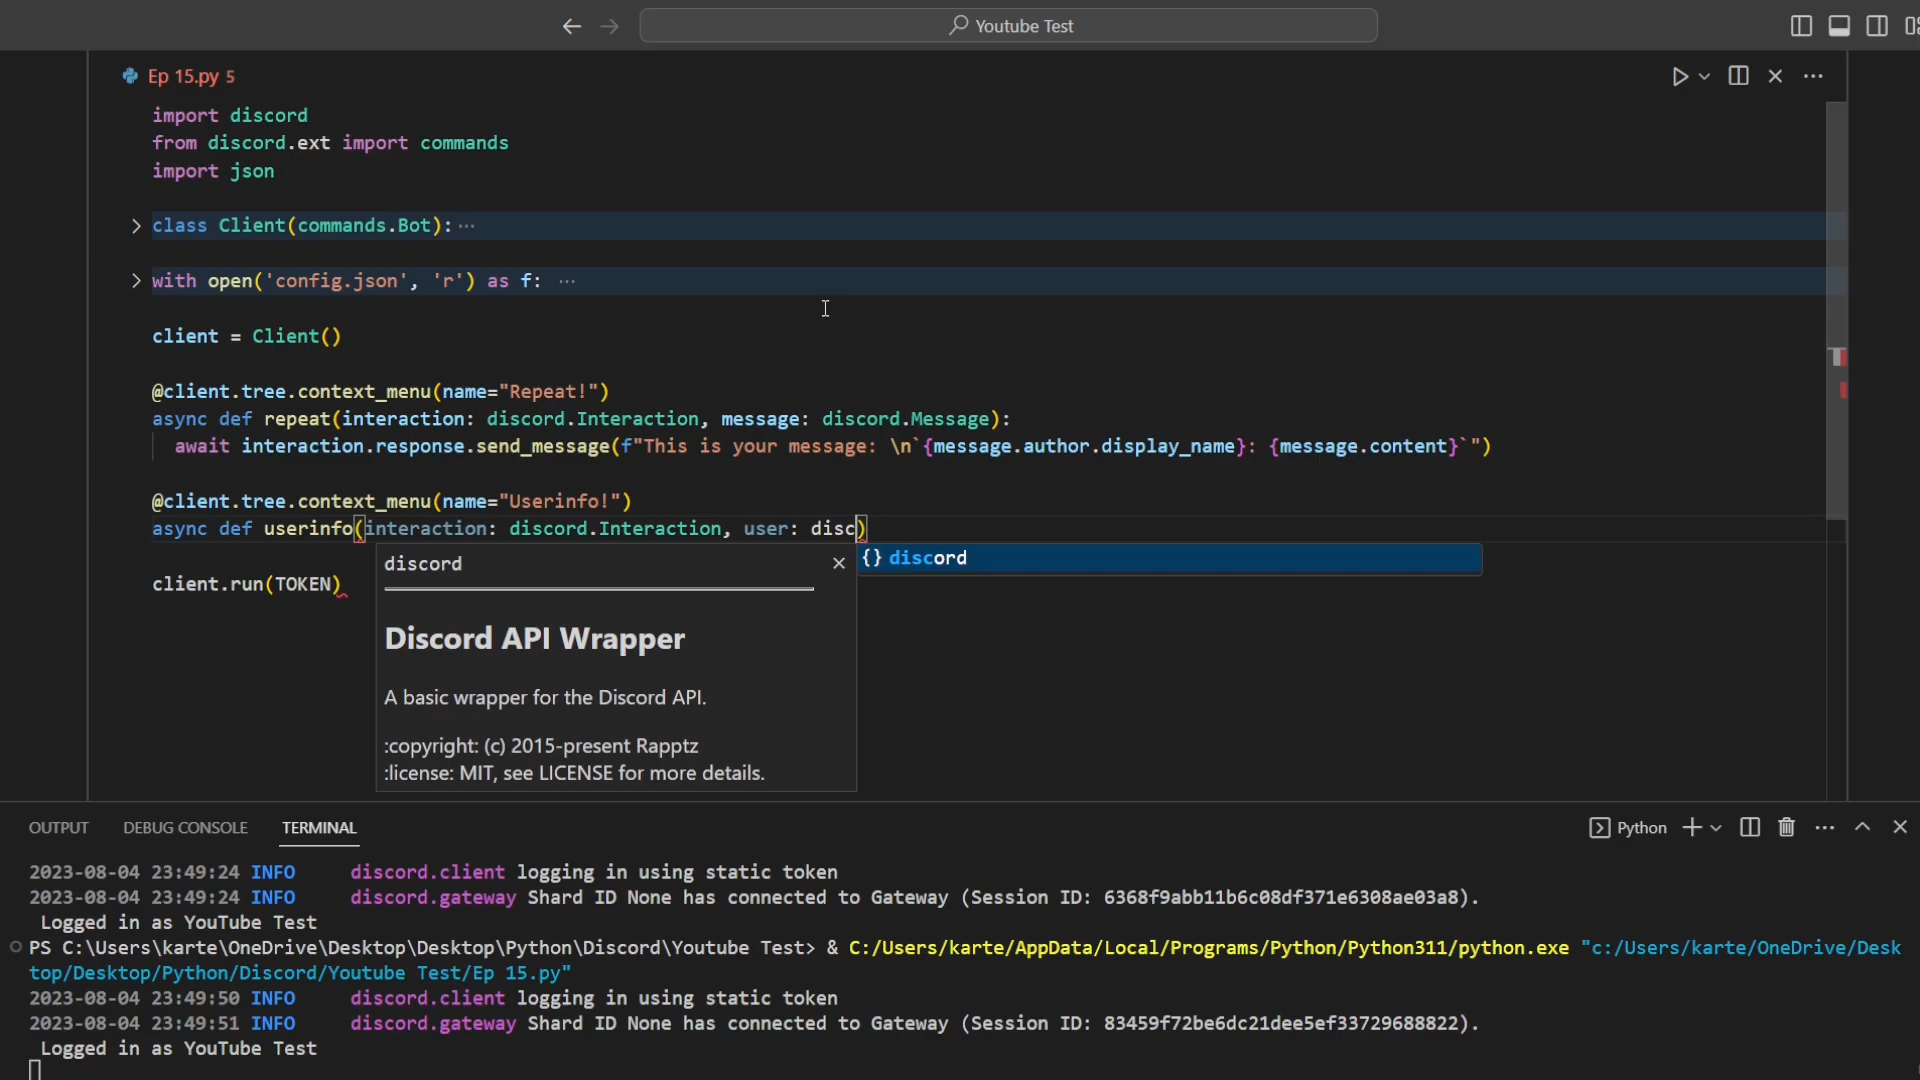 Youtube Test
Ep 15.py 5
import discord
from discord.ext import commands
import json
class Client(commands.Bot):···
with open('config.json', 'r') as f: ···
client = Client()
@client.tree.context_menu(name="Repeat!")
async def repeat(interaction: discord.Interaction, message: discord.Message):
await interaction.response.send_message(f"This is your message: \n`{message.author.display_name}: {message.content}`")
@client.tree.context_menu(name="Userinfo!")
async def userinfo(interaction: discord.Interaction, user: disc)
discord
{} discord
client.run(TOKEN)
Discord API Wrapper
A basic wrapper for the Discord API.
:copyright: (c) 2015-present Rapptz
:license: MIT, see LICENSE for more details.
OUTPUT DEBUG CONSOLE TERMINAL Python
2023-08-04 23:49:24 INFO discord.client logging in using static token
2023-08-04 23:49:24 INFO discord.gateway Shard ID None has connected to Gateway (Session ID: 6368f9abb11b6c08df371e6308ae03a8).
Logged in as YouTube Test
PS C:\Users\karte\OneDrive\Desktop\Desktop\Python\Discord\Youtube Test> & C:/Users/karte/AppData/Local/Programs/Python/Python311/python.exe "c:/Users/karte/OneDrive/Desk
top/Desktop/Python/Discord/Youtube Test/Ep 15.py"
2023-08-04 23:49:50 INFO discord.client logging in using static token
2023-08-04 23:49:51 INFO discord.gateway Shard ID None has connected to Gateway (Session ID: 83459f72be6dc21dee5ef33729688822).
Logged in as YouTube Test